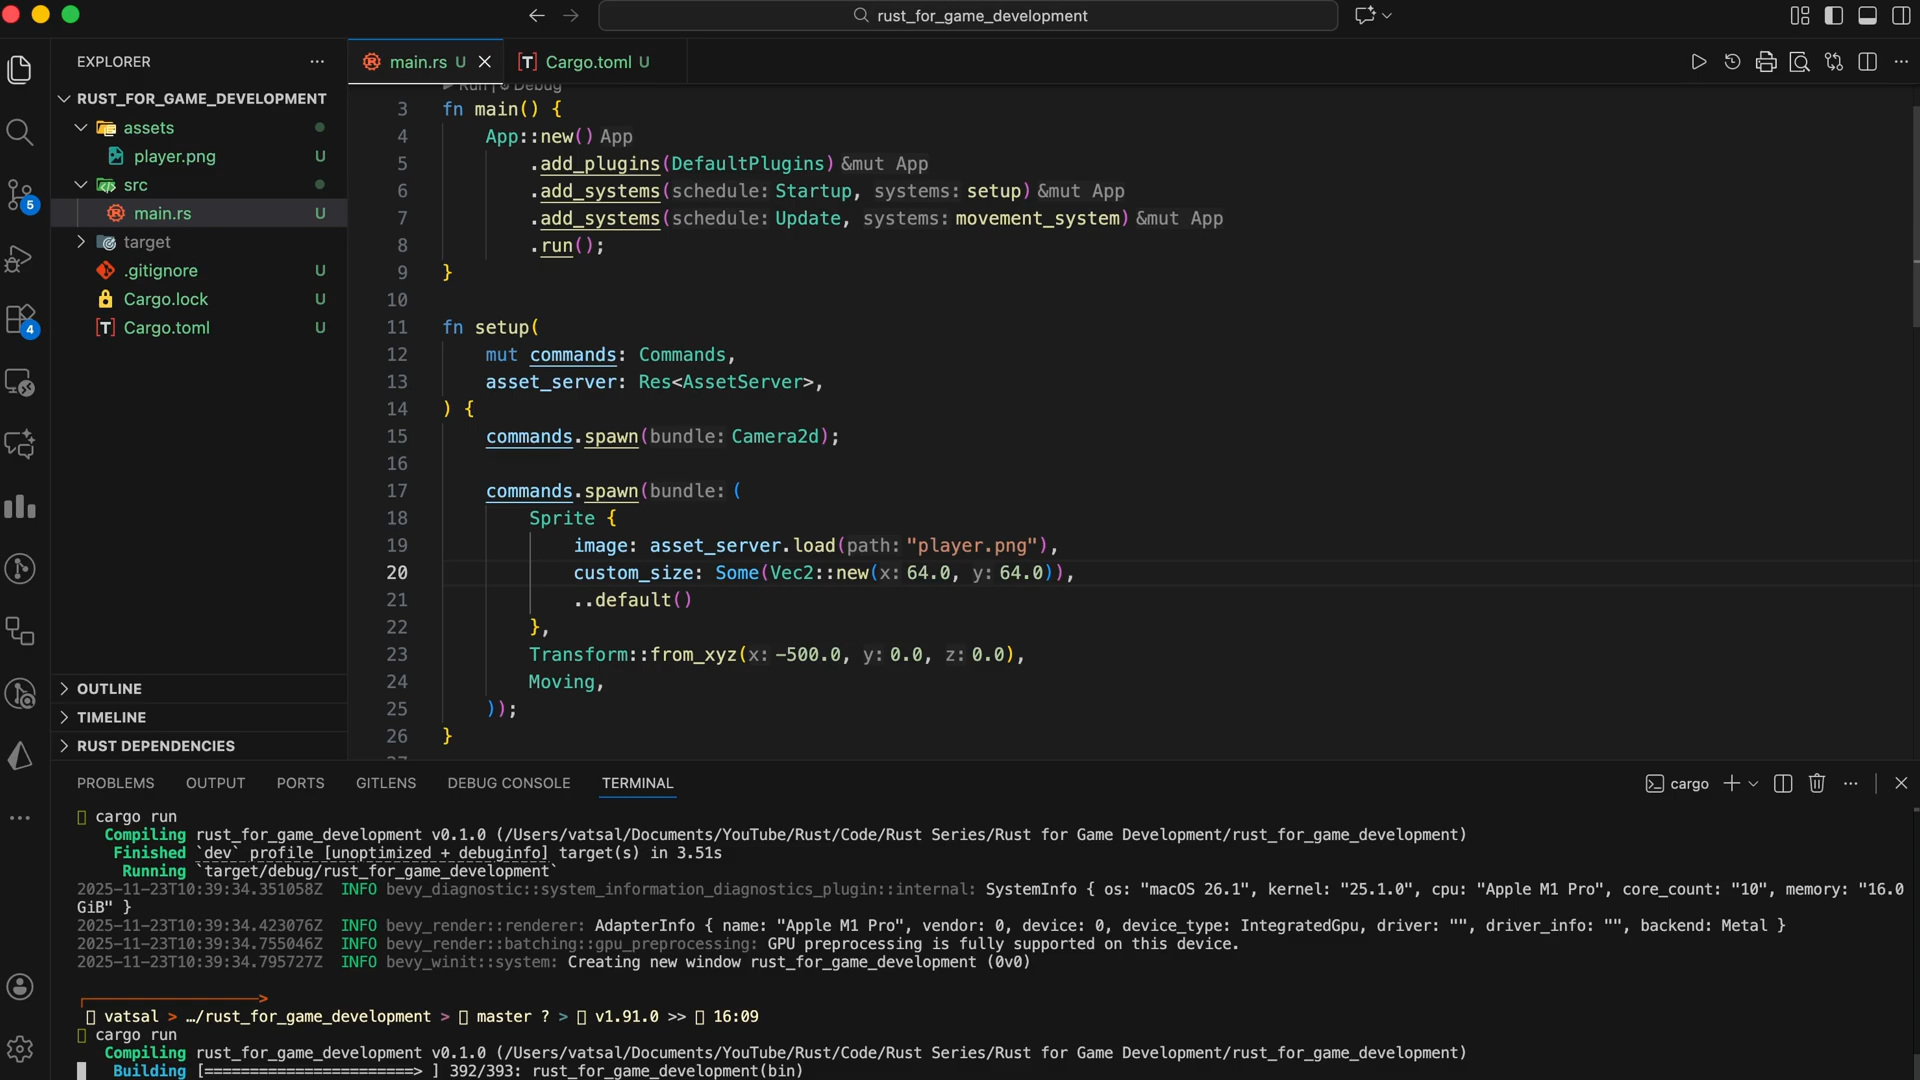 rust_for_game_development
EXPLORER
main.rs U
Cargo.toml U
RUST_FOR_GAME_DEVELOPMENT
assets
player.png U
src
main.rs U
target
.gitignore U
Cargo.lock U
Cargo.toml U
5
4
OUTLINE
TIMELINE
RUST DEPENDENCIES
Run | Debug
3 fn main() {
4 App::new() App
5 .add_plugins(DefaultPlugins) &mut App
6 .add_systems(schedule: Startup, systems: setup) &mut App
7 .add_systems(schedule: Update, systems: movement_system) &mut App
8 .run();
9 }
10
11 fn setup(
12 mut commands: Commands,
13 asset_server: Res<AssetServer>,
14 ) {
15 commands.spawn(bundle: Camera2d);
16
17 commands.spawn(bundle: (
18 Sprite {
19 image: asset_server.load(path: "player.png"),
20 custom_size: Some(Vec2::new(x: 64.0, y: 64.0)),
21 ..default()
22 },
23 Transform::from_xyz(x: -500.0, y: 0.0, z: 0.0),
24 Moving,
25 ));
26 }
PROBLEMS OUTPUT PORTS GITLENS DEBUG CONSOLE TERMINAL
cargo
cargo run
Compiling rust_for_game_development v0.1.0 (/Users/vatsal/Documents/YouTube/Rust/Code/Rust Series/Rust for Game Development/rust_for_game_development)
Finished `dev` profile [unoptimized + debuginfo] target(s) in 3.51s
Running `target/debug/rust_for_game_development`
2025-11-23T10:39:34.351058Z INFO bevy_diagnostic::system_information_diagnostics_plugin::internal: SystemInfo { os: "macOS 26.1", kernel: "25.1.0", cpu: "Apple M1 Pro", core_count: "10", memory: "16.0
GiB" }
2025-11-23T10:39:34.423076Z INFO bevy_render::renderer: AdapterInfo { name: "Apple M1 Pro", vendor: 0, device: 0, device_type: IntegratedGpu, driver: "", driver_info: "", backend: Metal }
2025-11-23T10:39:34.755046Z INFO bevy_render::batching::gpu_preprocessing: GPU preprocessing is fully supported on this device.
2025-11-23T10:39:34.795727Z INFO bevy_winit::system: Creating new window rust_for_game_development (0v0)
vatsal > …/rust_for_game_development > master ? > v1.91.0 >> 16:09
cargo run
Compiling rust_for_game_development v0.1.0 (/Users/vatsal/Documents/YouTube/Rust/Code/Rust Series/Rust for Game Development/rust_for_game_development)
Building [=======================> ] 392/393: rust_for_game_development(bin)